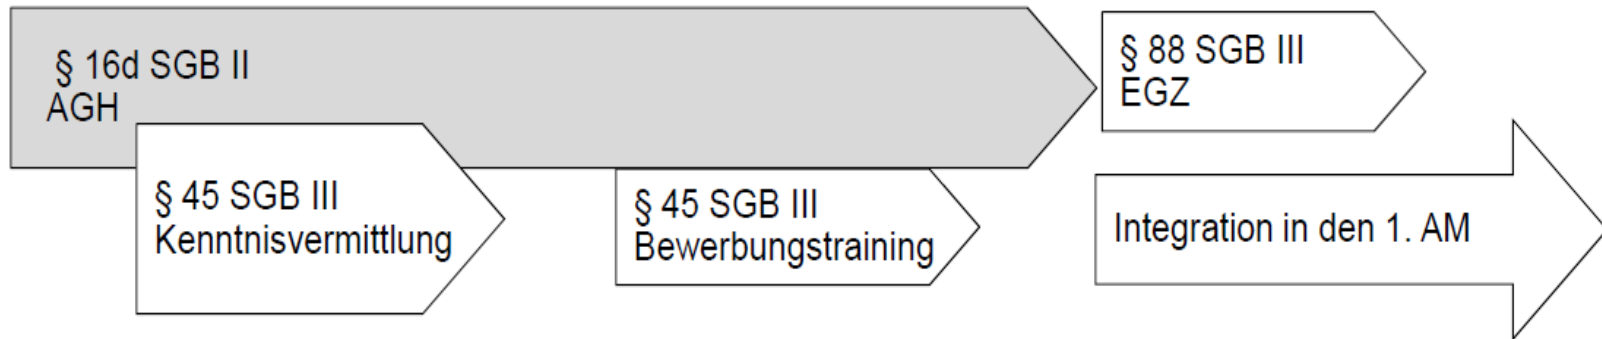 § 16d SGB II
AGH
§ 88 SGB III
EGZ
§ 45 SGB III
Kenntnisvermittlung
§ 45 SGB III
Bewerbungstraining
Integration in den 1. AM